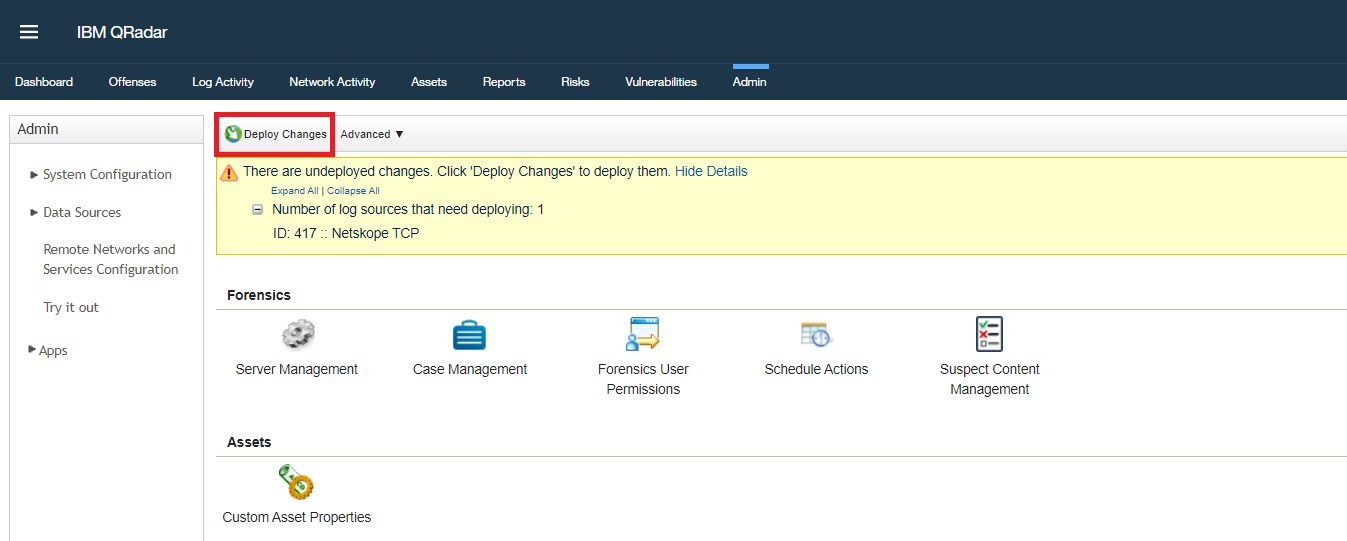 IBM QRadar
Dashboard Offenses Log Activity Network Activity Assets Reports Risks Vulnerabilities Admin
Admin
System Configuration
Data Sources
Remote Networks and
Services Configuration
Try it out
Apps
Deploy Changes Advanced ▼
There are undeployed changes. Click 'Deploy Changes' to deploy them. Hide Details
Expand All | Collapse All
Number of log sources that need deploying: 1
ID: 417 :: Netskope TCP
Forensics
Server Management
Case Management
Forensics User
Permissions
Schedule Actions
Suspect Content
Management
Assets
Custom Asset Properties